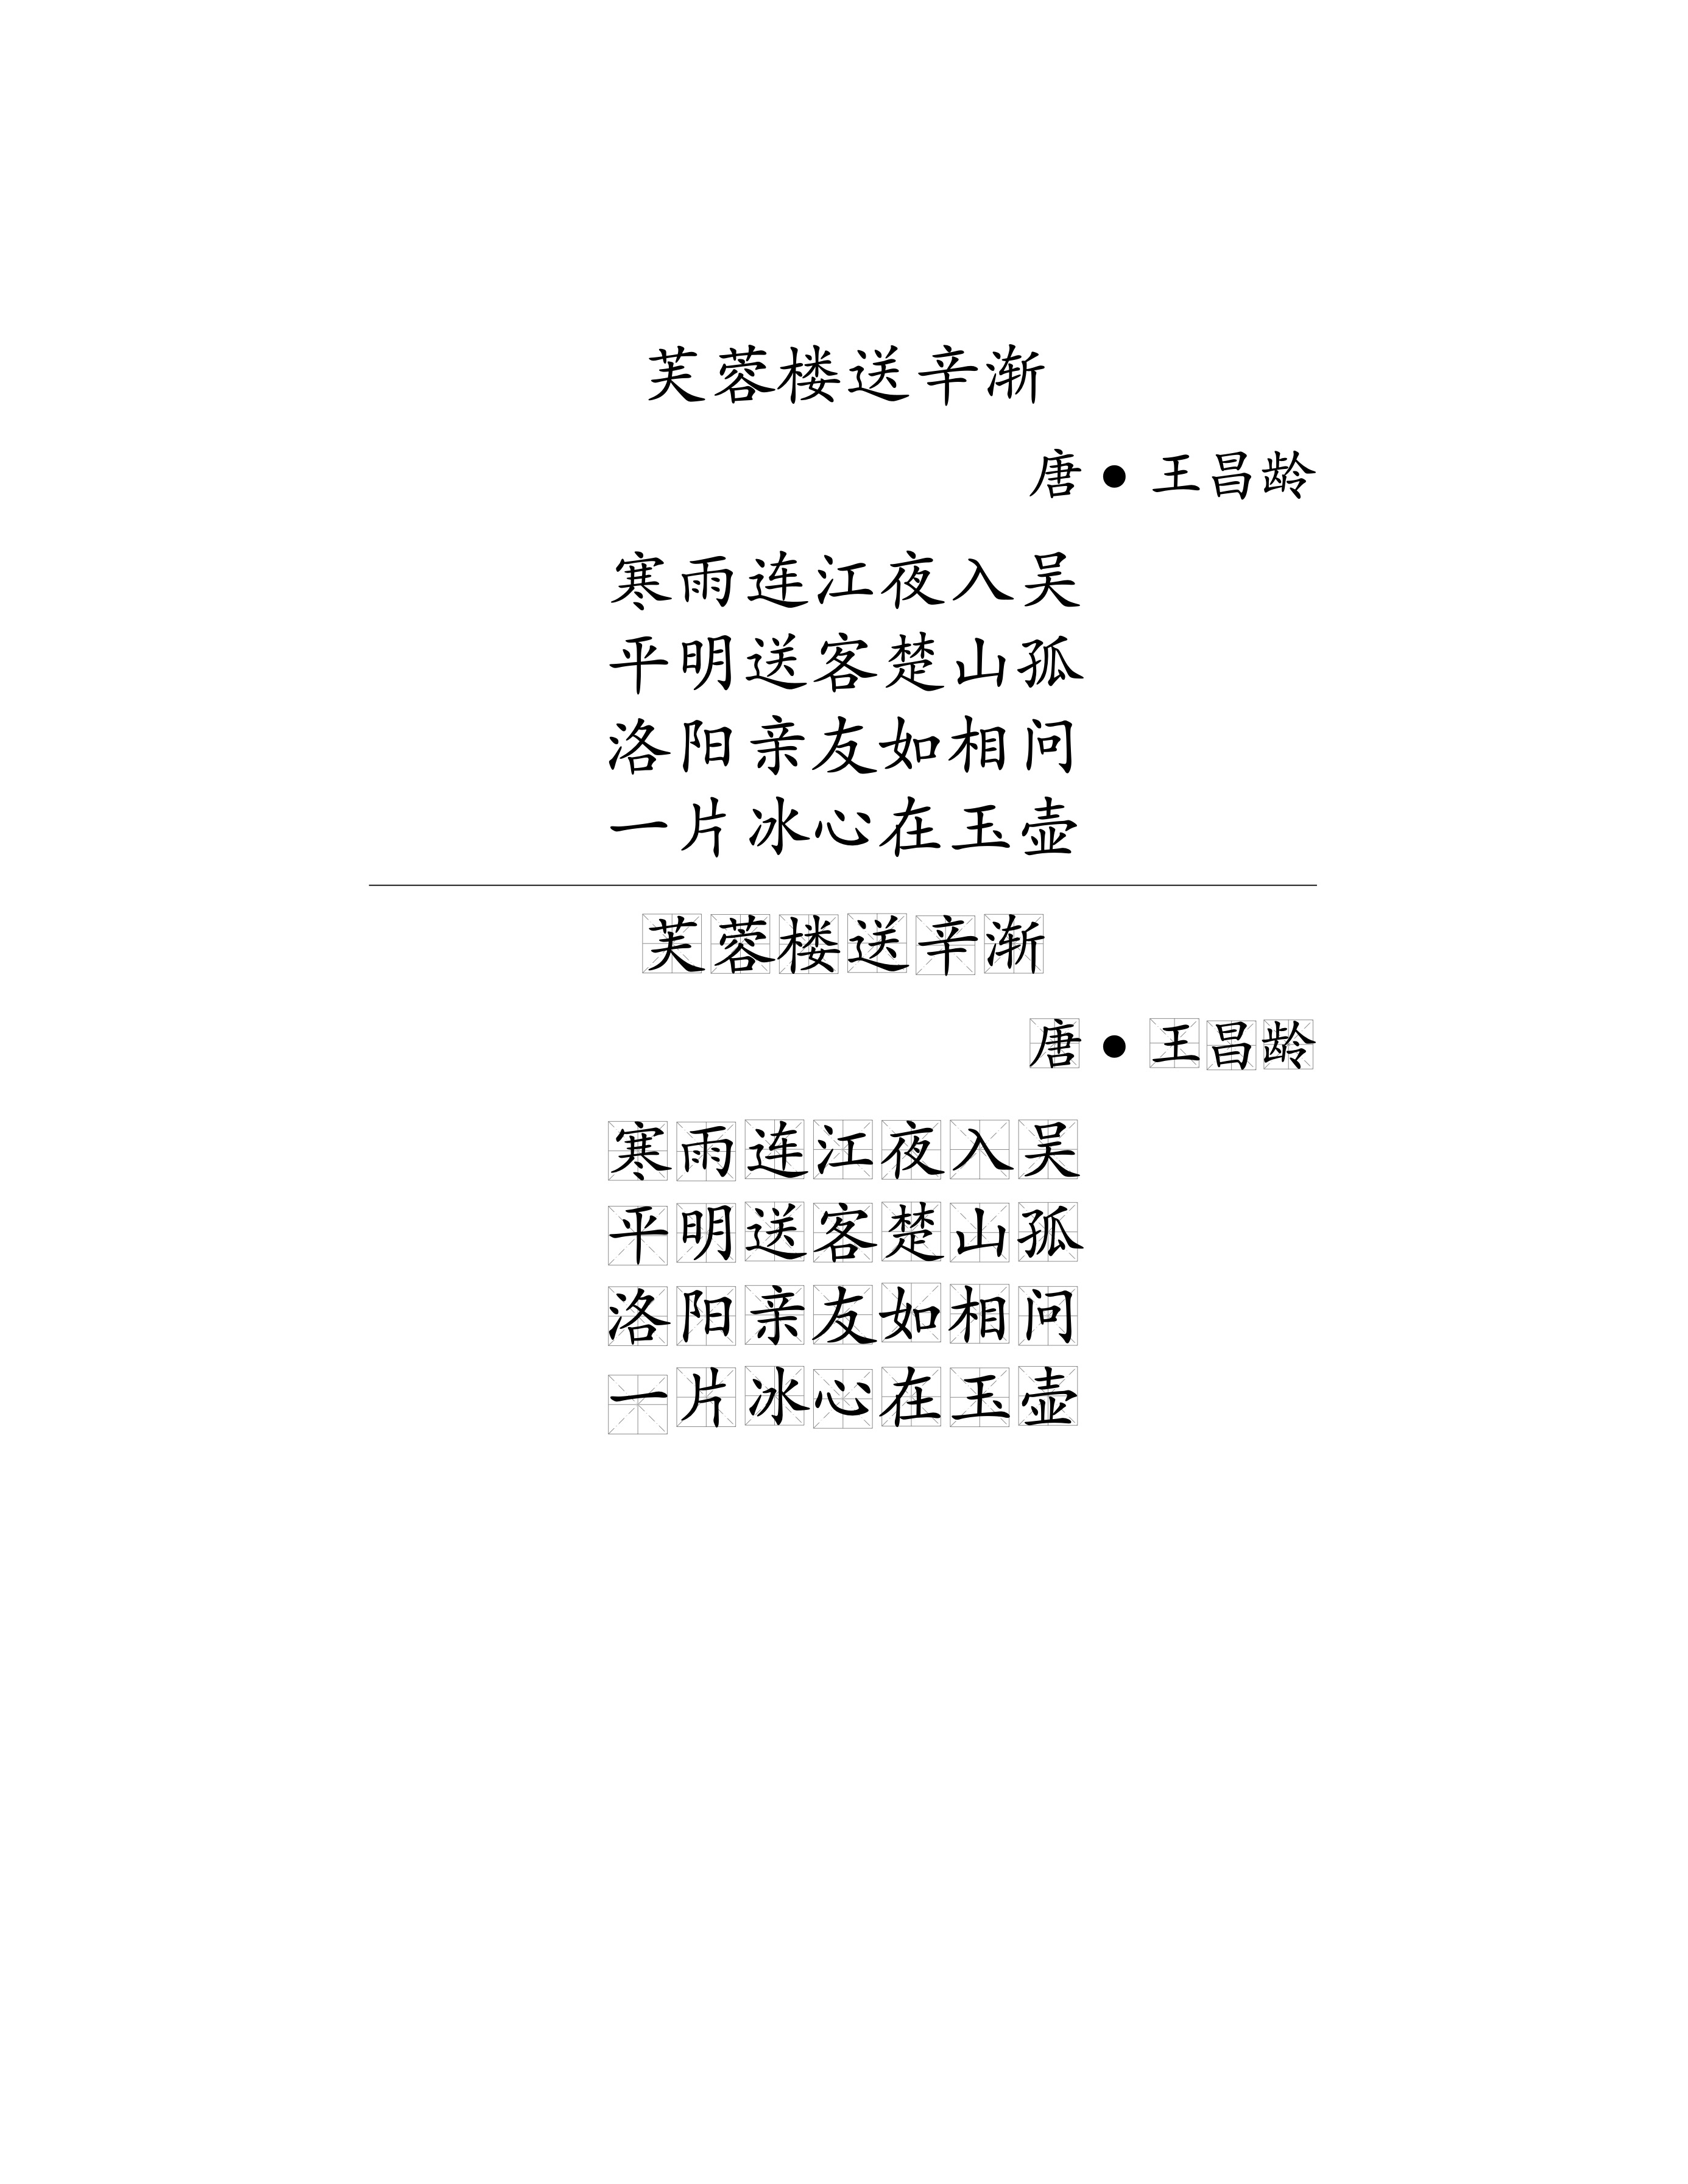 芙蓉楼送辛渐
唐●王昌龄
寒雨连江夜入吴
平明送客楚山孤
洛阳亲友如相问
一片冰心在玉壶
芙蓉楼送辛渐
唐●王昌龄
寒雨连江夜入吴
平明送客楚山孤
洛阳亲友如相问
一片冰心在玉壶